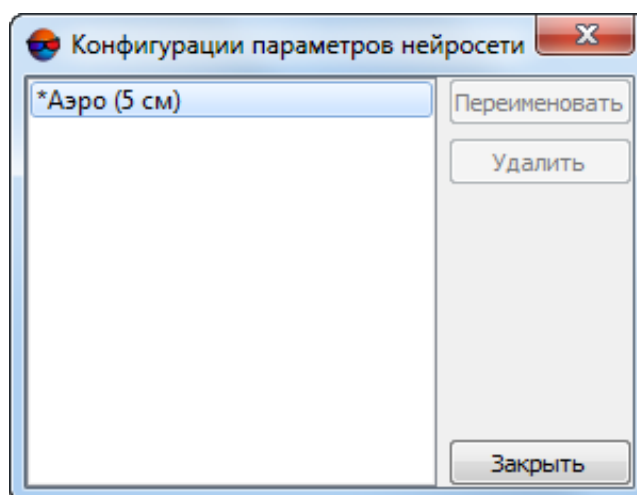 Конфигурации параметров нейросети
*Аэро (5 см)
Переименовать
Удалить
Закрыть